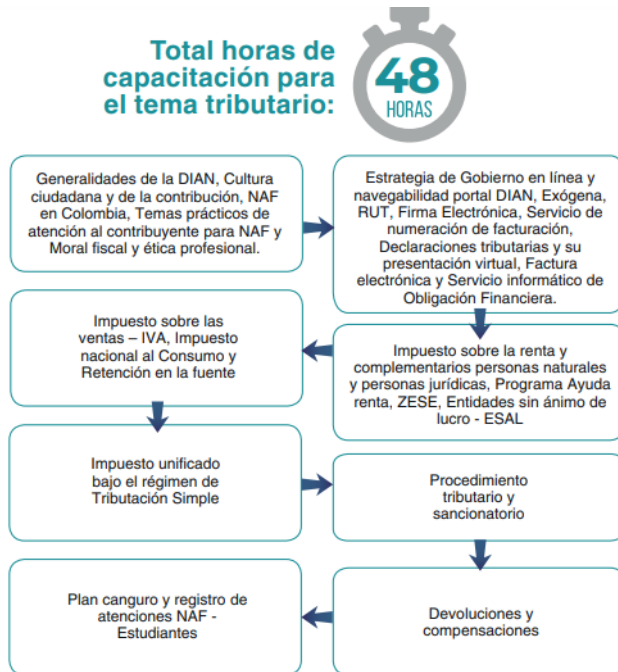 Total horas de
capacitación para
el tema tributario:
48
HORAS
Generalidades de la DIAN, Cultura
ciudadana y de la contribución, NAF
en Colombia, Temas prácticos de
atención al contribuyente para NAF y
Moral fiscal y ética profesional.
Estrategia de Gobierno en línea y
navegabilidad portal DIAN, Exógena,
RUT, Firma Electrónica, Servicio de
numeración de facturación,
Declaraciones tributarias y su
presentación virtual, Factura
electrónica y Servicio informático de
Obligación Financiera.
Impuesto sobre la renta y
complementarios personas naturales
y personas jurídicas, Programa Ayuda
renta, ZESE, Entidades sin ánimo de
lucro - ESAL
Impuesto sobre las
ventas – IVA, Impuesto
nacional al Consumo y
Retención en la fuente
Impuesto unificado
bajo el régimen de
Tributación Simple
Procedimiento
tributario y
sancionatorio
Devoluciones y
compensaciones
Plan canguro y registro de
atenciones NAF -
Estudiantes